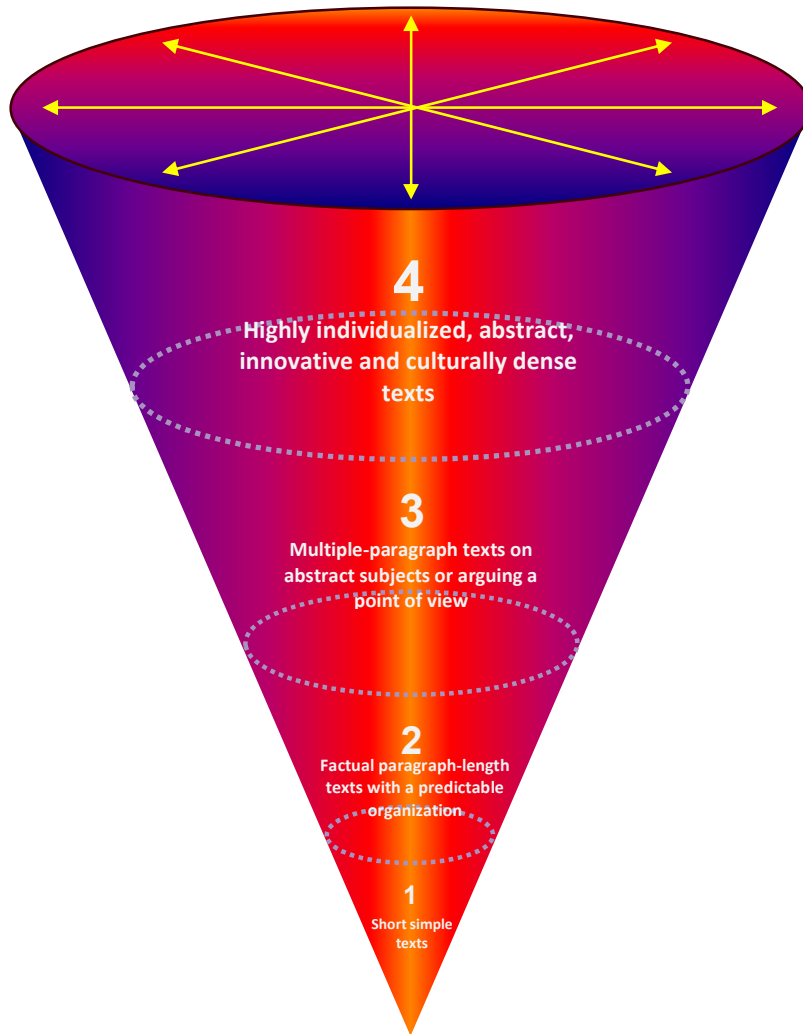 4
Highly individualized, abstract,
innovative and culturally dense
texts
3
Multiple-paragraph texts on
abstract subjects or arguing a
point of view
2
Factual paragraph-length
texts with a predictable
organization
1
Short simple
texts